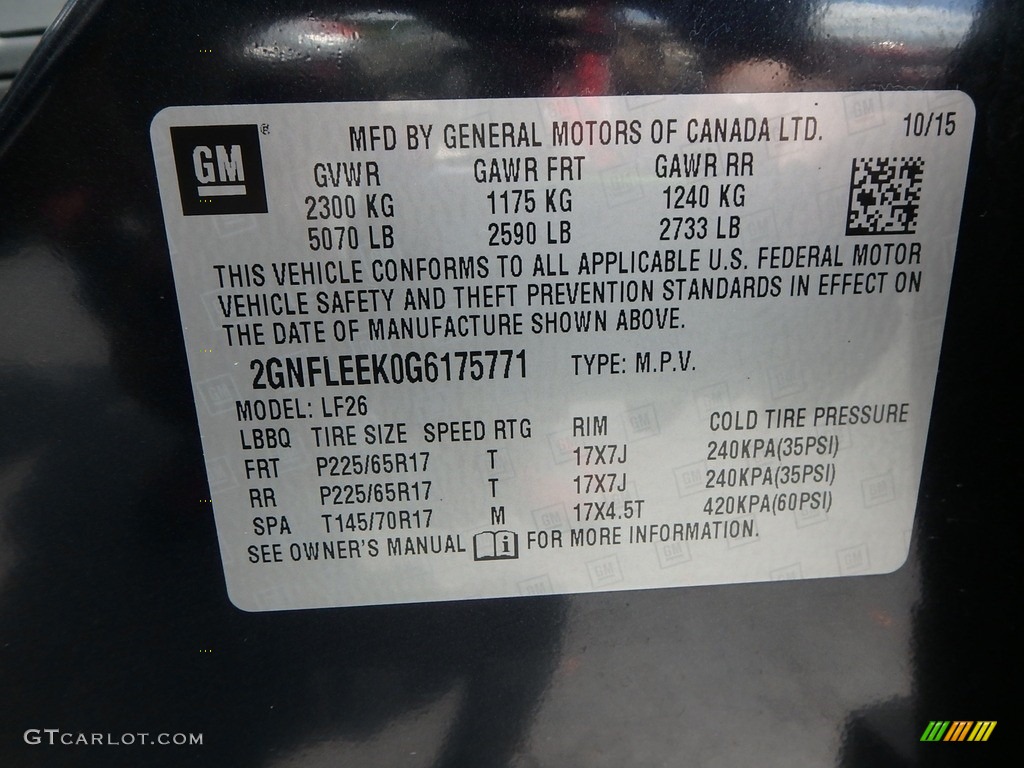 GM ® MFD BY GENERAL MOTORS OF CANADA LTD. 10/15
GVWR GAWR FRT GAWR RR
2300 KG 1175 KG 1240 KG
5070 LB 2590 LB 2733 LB
THIS VEHICLE CONFORMS TO ALL APPLICABLE U.S. FEDERAL MOTOR
VEHICLE SAFETY AND THEFT PREVENTION STANDARDS IN EFFECT ON
THE DATE OF MANUFACTURE SHOWN ABOVE.
2GNFLEEK0G6175771 TYPE: M.P.V.
MODEL: LF26
LBBQ TIRE SIZE SPEED RTG RIM COLD TIRE PRESSURE
FRT P225/65R17 T 17X7J 240KPA(35PSI)
RR P225/65R17 T 17X7J 240KPA(35PSI)
SPA T145/70R17 M 17X4.5T 420KPA(60PSI)
SEE OWNER'S MANUAL i FOR MORE INFORMATION.
GTCARLOT.COM